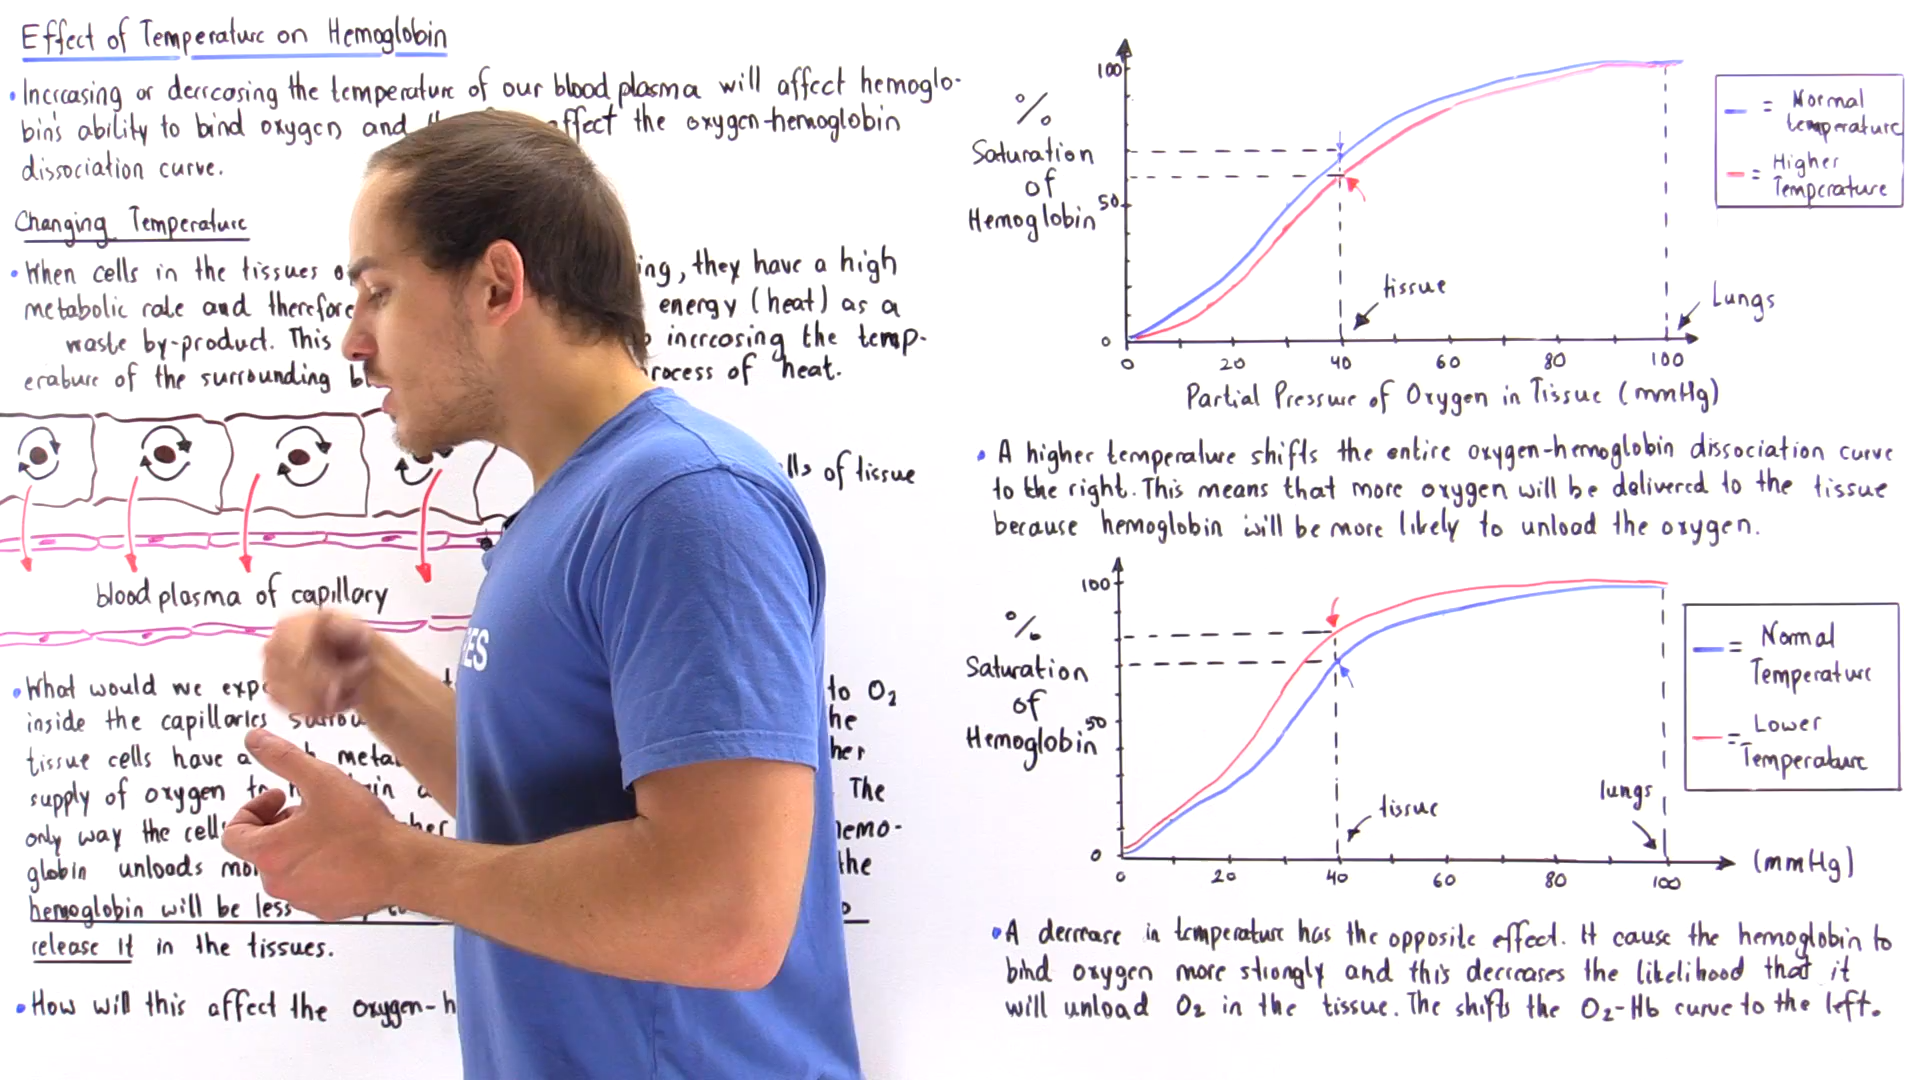 Effect of Temperature on Hemoglobin
• Increasing or decreasing the temperature of our blood plasma will affect hemoglo-
bin's ability to bind oxygen and affect the oxygen-hemoglobin
dissociation curve.
Changing Temperature
• When cells in the tissues ing, they have a high
metabolic rate and therefore energy (heat) as a
waste by-product. This increasing the temp-
erature of the surrounding process of heat.
of tissue
blood plasma of capillary
• What would we to O2
inside the capillaries
tissue cells have a
supply of oxygen The
only way the hemo-
globin unloads the
hemoglobin will be less
release it in the tissues.
• How will this affect the oxygen-h
%
Saturation
of
Hemoglobin
100
50
0
0 20 40 60 80 100
tissue
Lungs
Partial Pressure of Oxygen in Tissue (mmHg)
= Normal
temperature
= Higher
Temperature
• A higher temperature shifts the entire oxygen-hemoglobin dissociation curve
to the right. This means that more oxygen will be delivered to the tissue
because hemoglobin will be more likely to unload the oxygen.
%
Saturation
of
Hemoglobin
100
50
0
0 20 40 60 80 100
(mmHg)
tissue
lungs
= Normal
Temperature
= Lower
Temperature
• A decrease in temperature has the opposite effect. It cause the hemoglobin to
bind oxygen more strongly and this decreases the likelihood that it
will unload O2 in the tissue. The shifts the O2-Hb curve to the left.